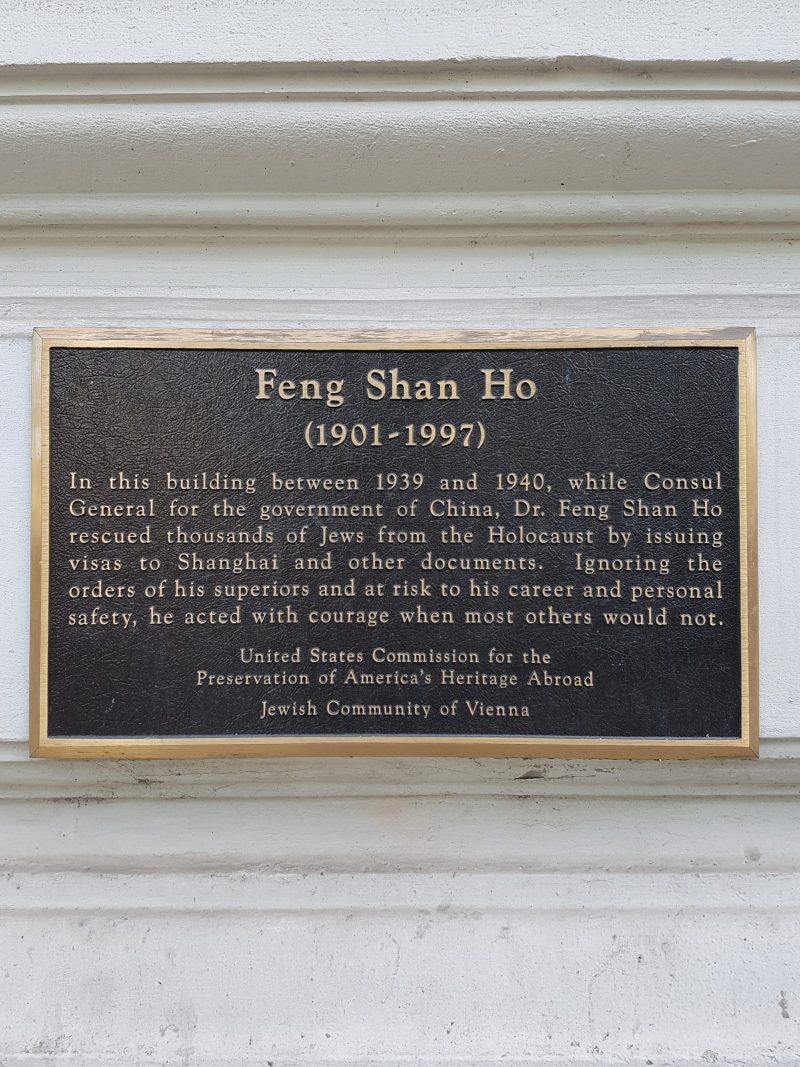 Feng Shan Ho
(1901-1997)
In this building between 1939 and 1940, while Consul
General for the government of China, Dr. Feng Shan Ho
rescued thousands of Jews from the Holocaust by issuing
visas to Shanghai and other documents. Ignoring the
orders of his superiors and at risk to his career and personal
safety, he acted with courage when most others would not.
United States Commission for the
Preservation of America's Heritage Abroad
Jewish Community of Vienna